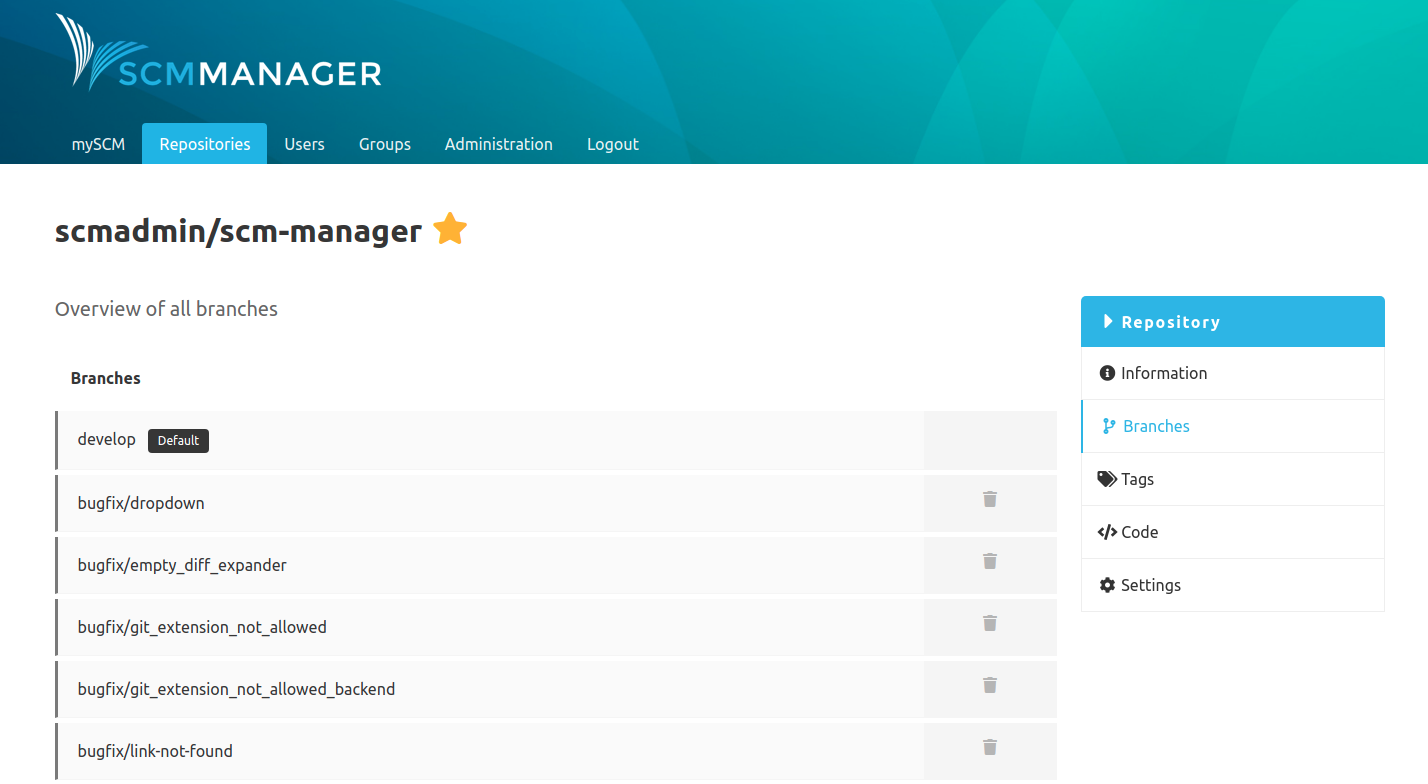 SCMMANAGER
mySCM Repositories Users Groups Administration Logout
scmadmin/scm-manager
Overview of all branches
Branches
develop Default
bugfix/dropdown
bugfix/empty_diff_expander
bugfix/git_extension_not_allowed
bugfix/git_extension_not_allowed_backend
bugfix/link-not-found
Repository
Information
Branches
Tags
Code
Settings